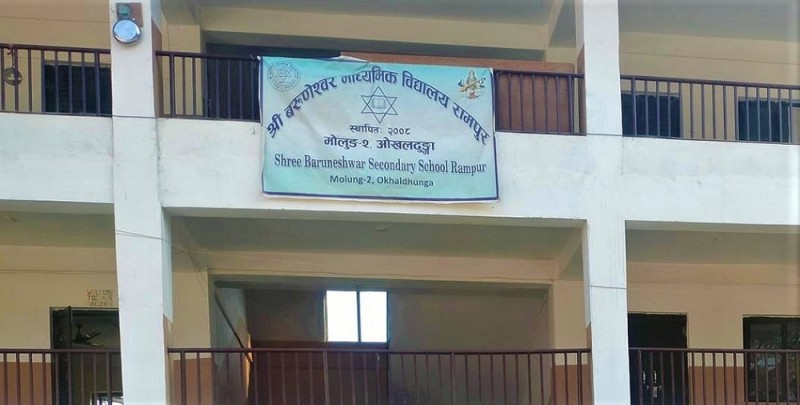 श्री बरुणेश्वर माध्यमिक विद्यालय रामपुर
स्थापितः २००८
मोलुङ-२, ओखलढुङ्गा
Shree Baruneshwar Secondary School Rampur
Molung-2, Okhaldhunga